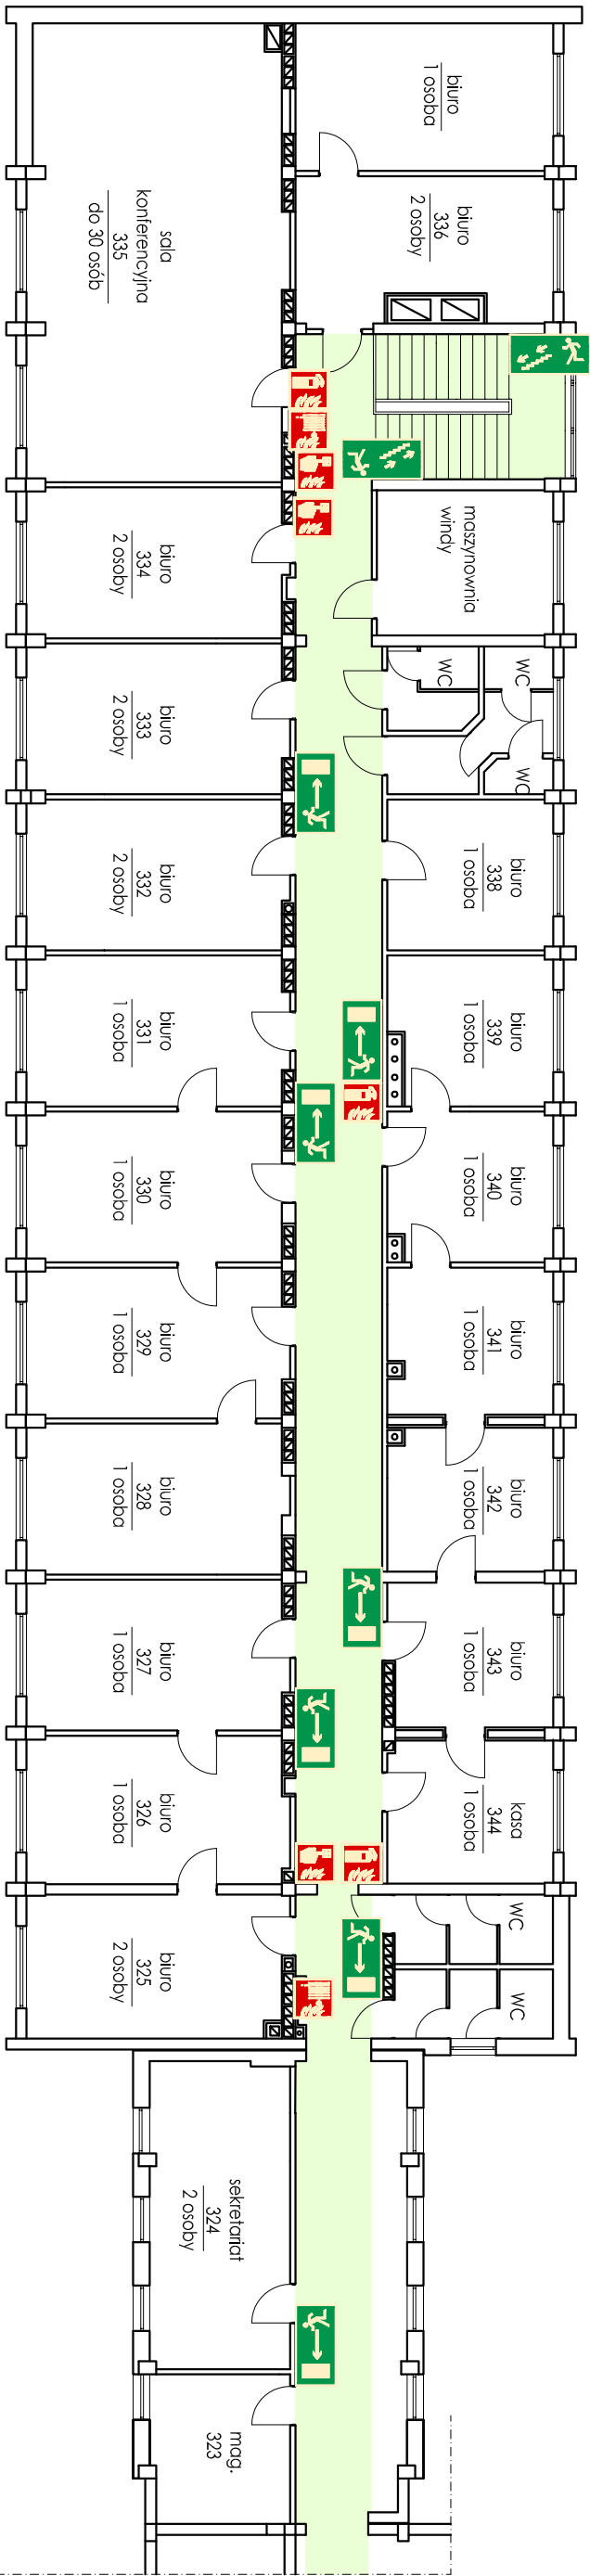 biuro
1 osoba
biuro
336
2 osoby
sala
konferencyjna
335
do 30 osób
maszynownia
windy
biuro
334
2 osoby
WC
WC
WC
biuro
333
2 osoby
biuro
338
1 osoba
biuro
332
2 osoby
biuro
339
1 osoba
biuro
331
1 osoba
biuro
340
1 osoba
biuro
330
1 osoba
biuro
341
1 osoba
biuro
329
1 osoba
biuro
342
1 osoba
biuro
328
1 osoba
biuro
343
1 osoba
biuro
327
1 osoba
kasa
344
1 osoba
biuro
326
1 osoba
WC
WC
biuro
325
2 osoby
sekretariat
324
2 osoby
mag.
323